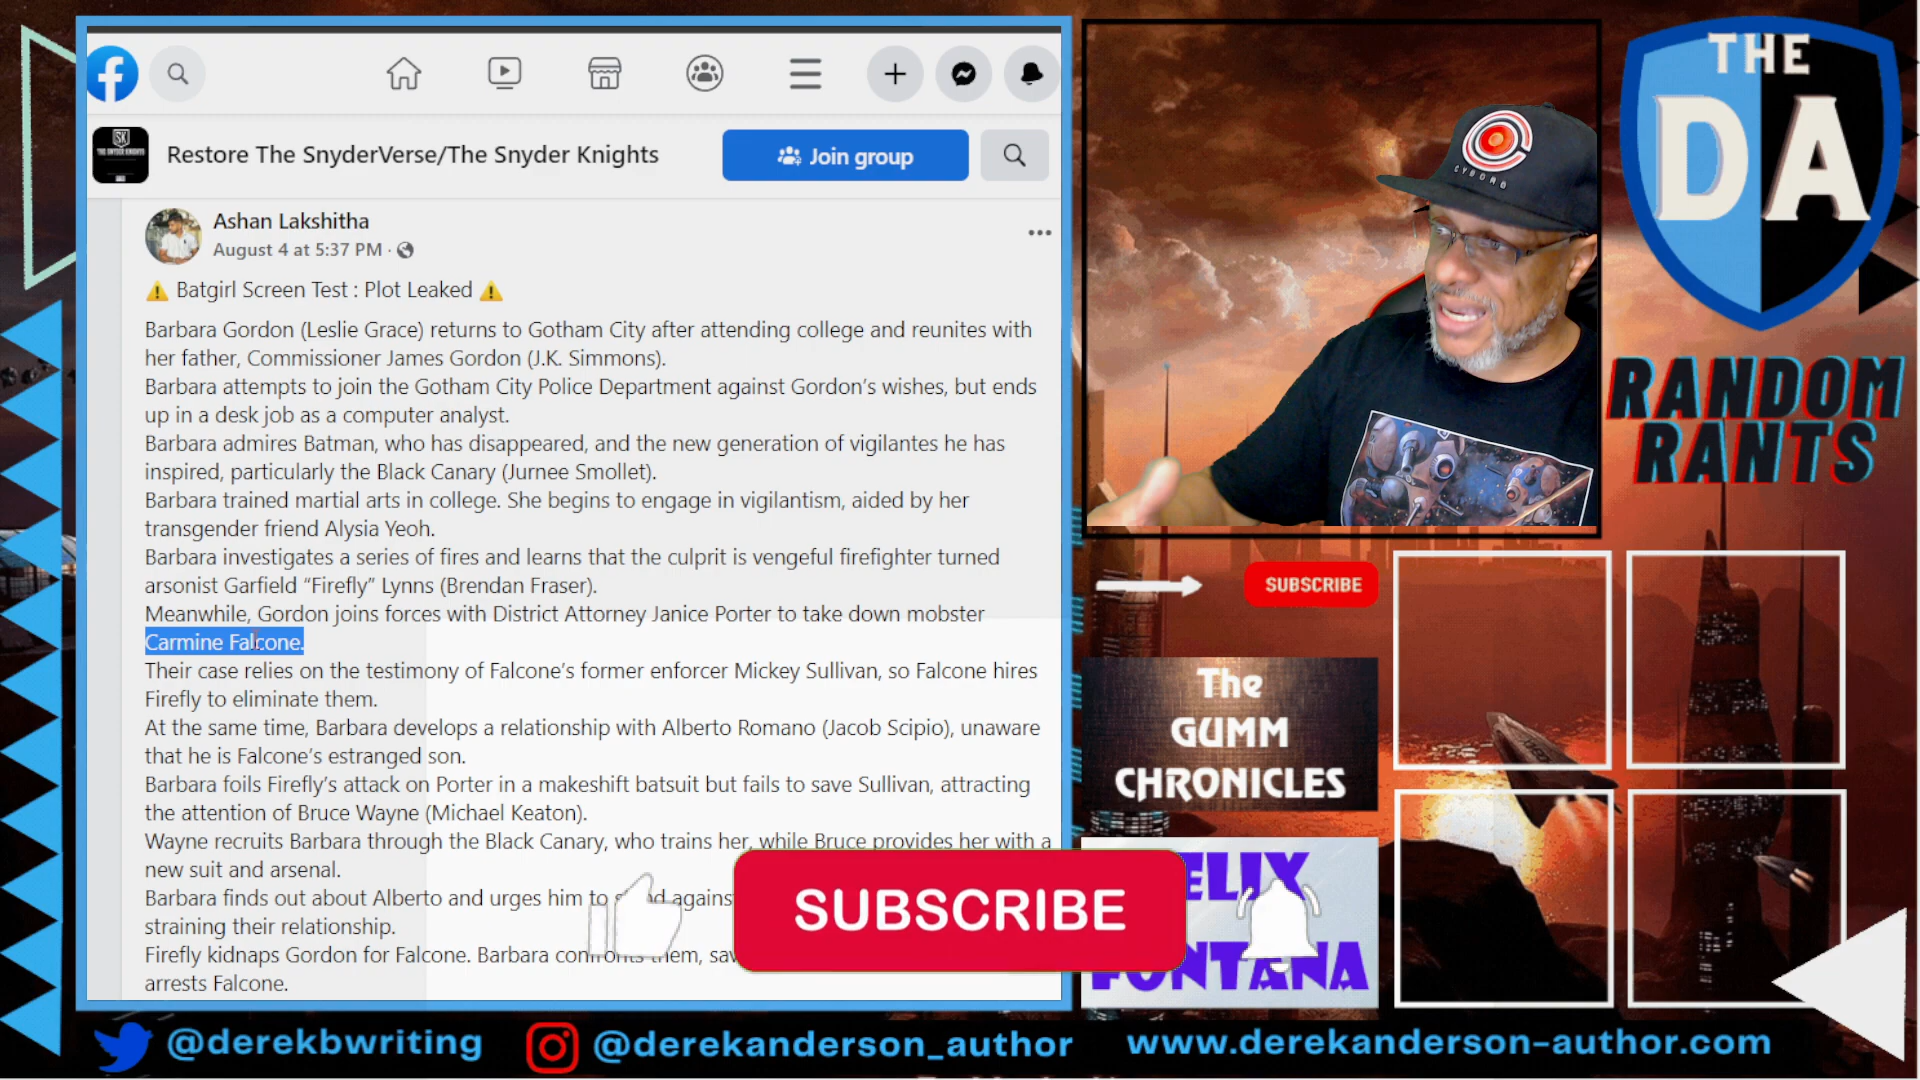 Restore The SnyderVerse/The Snyder Knights
Join group
SK
Ashan Lakshitha
August 4 at 5:37 PM ·
⚠️ Batgirl Screen Test : Plot Leaked ⚠️
Barbara Gordon (Leslie Grace) returns to Gotham City after attending college and reunites with
her father, Commissioner James Gordon (J.K. Simmons).
Barbara attempts to join the Gotham City Police Department against Gordon’s wishes, but ends
up in a desk job as a computer analyst.
Barbara admires Batman, who has disappeared, and the new generation of vigilantes he has
inspired, particularly the Black Canary (Jurnee Smollet).
Barbara trained martial arts in college. She begins to engage in vigilantism, aided by her
transgender friend Alysia Yeoh.
Barbara investigates a series of fires and learns that the culprit is vengeful firefighter turned
arsonist Garfield “Firefly” Lynns (Brendan Fraser).
Meanwhile, Gordon joins forces with District Attorney Janice Porter to take down mobster
Carmine Falcone.
Their case relies on the testimony of Falcone’s former enforcer Mickey Sullivan, so Falcone hires
Firefly to eliminate them.
At the same time, Barbara develops a relationship with Alberto Romano (Jacob Scipio), unaware
that he is Falcone’s estranged son.
Barbara foils Firefly’s attack on Porter in a makeshift batsuit but fails to save Sullivan, attracting
the attention of Bruce Wayne (Michael Keaton).
Wayne recruits Barbara through the Black Canary, who trains her, while Bruce provides her with a
new suit and arsenal.
Barbara finds out about Alberto and urges him to
straining their relationship.
Firefly kidnaps Gordon for Falcone. Barbara confronts them,
arrests Falcone.
SUBSCRIBE
CYBORG
THE
DA
RANDOM
RANTS
SUBSCRIBE
The
GUMM
CHRONICLES
@derekbwriting
@derekanderson_author
www.derekanderson-author.com